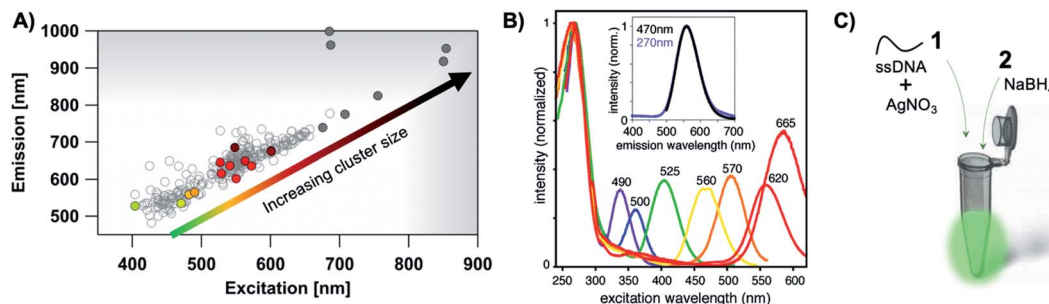 A)
Emission [nm]
1000
900
800
700
600
500
Increasing cluster size
400 500 600 700 800 900
Excitation [nm]
B)
intensity (normalized)
1
0
470nm
270nm
intensity (norm.)
1
0
400 500 600 700
emission wavelength (nm)
490
500
525
560
570
620
665
250 300 350 400 450 500 550 600
excitation wavelength (nm)
C)
1
ssDNA
+
AgNO3
2
NaBH